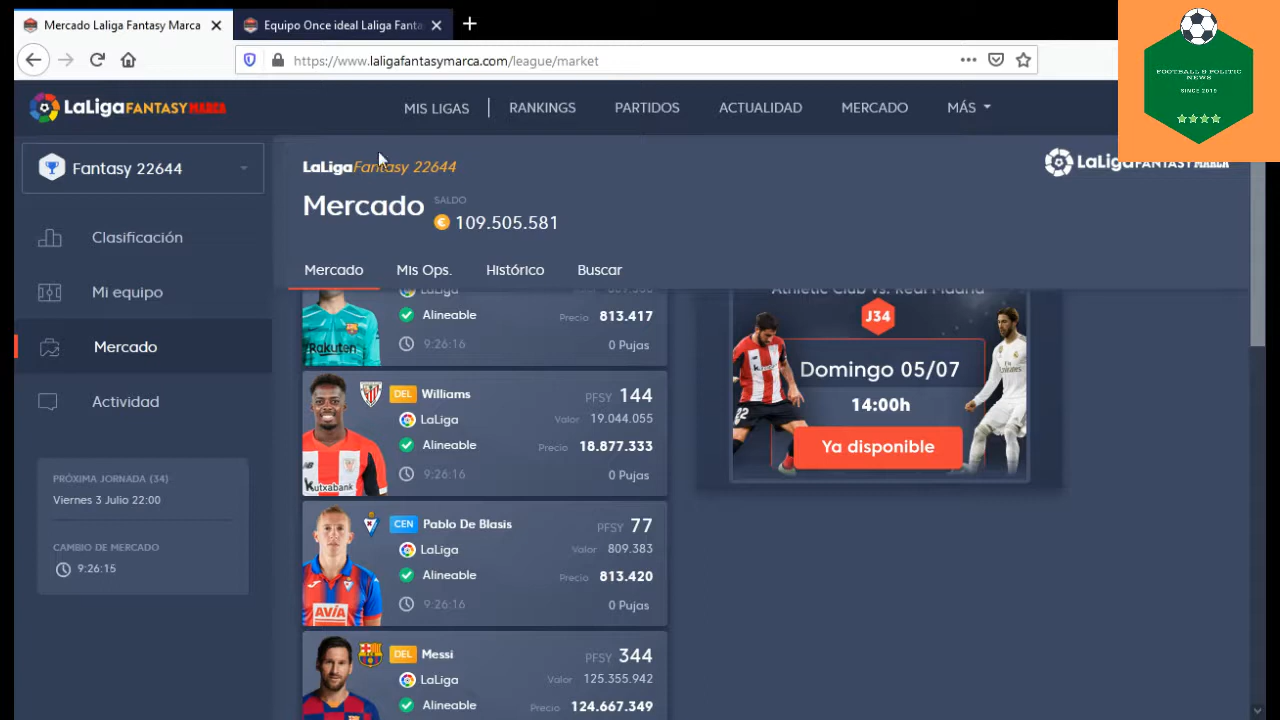 Mercado Laliga Fantasy Marca
Equipo Once ideal Laliga Fanta
https://www.laligafantasymarca.com/league/market
FOOTBALL & POLITIC
NEWS
SINCE 2015
LaLiga FANTASY MARCA
MIS LIGAS
RANKINGS
PARTIDOS
ACTUALIDAD
MERCADO
MÁS
Fantasy 22644
LaLiga Fantasy 22644
LaLiga FANTASY MARCA
Mercado
SALDO
109.505.581
Clasificación
Mi equipo
Mercado
Actividad
PRÓXIMA JORNADA (34)
Viernes 3 Julio 22:00
CAMBIO DE MERCADO
9:26:15
Mercado
Mis Ops.
Histórico
Buscar
LaLiga
Rakuten
Alineable
Precio 813.417
9:26:16
0 Pujas
DEL Williams
PFSY 144
LaLiga
Valor 19.044.055
Alineable
Precio 18.877.333
Kutxabank
9:26:16
0 Pujas
CEN Pablo De Blasis
PFSY 77
LaLiga
Valor 809.383
Alineable
Precio 813.420
AVIA
9:26:16
0 Pujas
DEL Messi
PFSY 344
LaLiga
Valor 125.355.942
Alineable
Precio 124.667.349
Athletic Club vs. Real Madrid
J34
Domingo 05/07
14:00h
22
Ya disponible